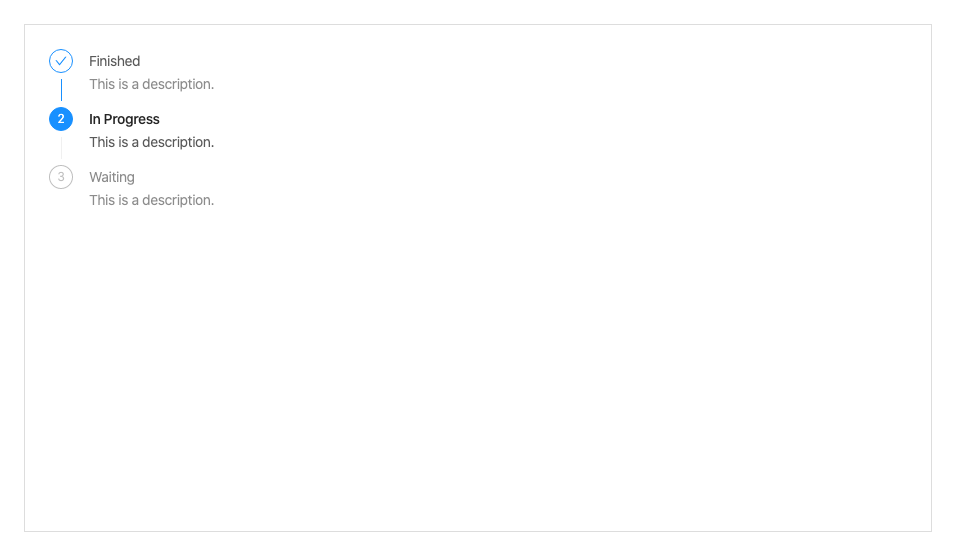 Finished
This is a description.
2
In Progress
This is a description.
3
Waiting
This is a description.